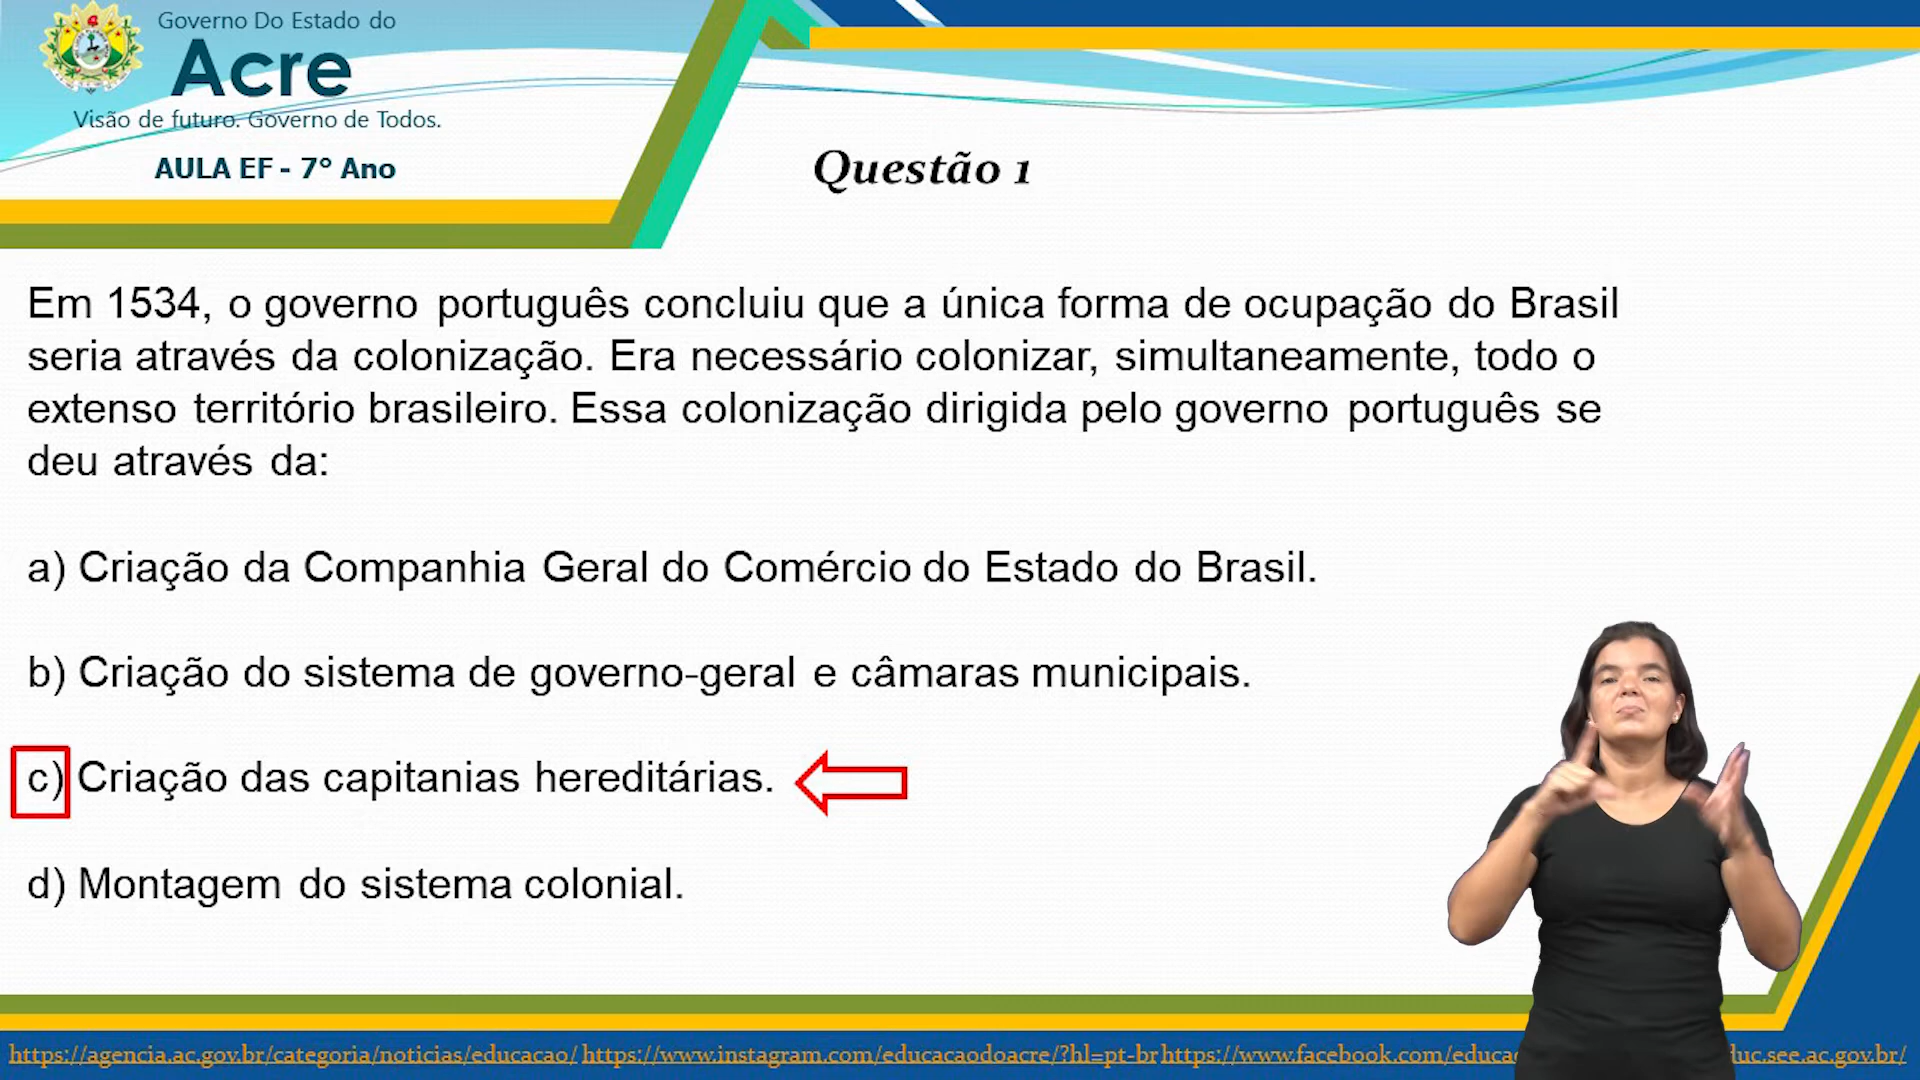 Governo Do Estado do
Acre
Visão de futuro. Governo de Todos.
AULA EF - 7° Ano
Questão 1
Em 1534, o governo português concluiu que a única forma de ocupação do Brasil
seria através da colonização. Era necessário colonizar, simultaneamente, todo o
extenso território brasileiro. Essa colonização dirigida pelo governo português se
deu através da:
a) Criação da Companhia Geral do Comércio do Estado do Brasil.
b) Criação do sistema de governo-geral e câmaras municipais.
c) Criação das capitanias hereditárias.
d) Montagem do sistema colonial.
https://agencia.ac.gov.br/categoria/noticias/educacao/ https://www.instagram.com/educacaodoacre/?hl=pt-brhttps://www.facebook.com/educa duc.see.ac.gov.br/